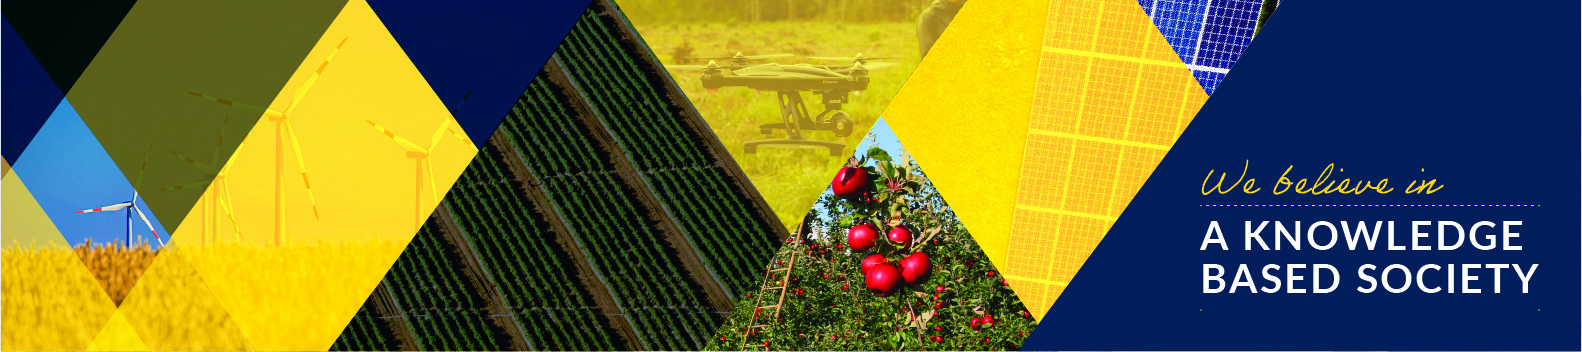 We believe in
A KNOWLEDGE
BASED SOCIETY